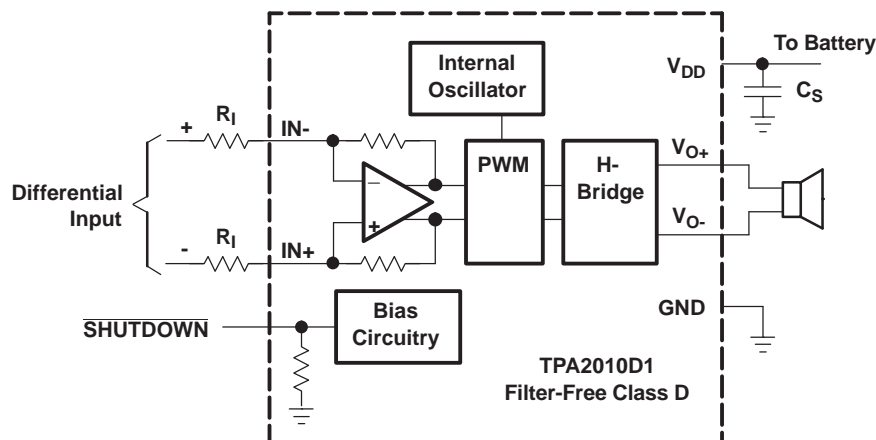 To Battery
Internal
Oscillator
V_DD
C_S
+
R_I
IN-
PWM
H-
Bridge
V_O+
Differential
Input
−
+
-
R_I
IN+
V_O-
GND
SHUTDOWN
Bias
Circuitry
TPA2010D1
Filter-Free Class D